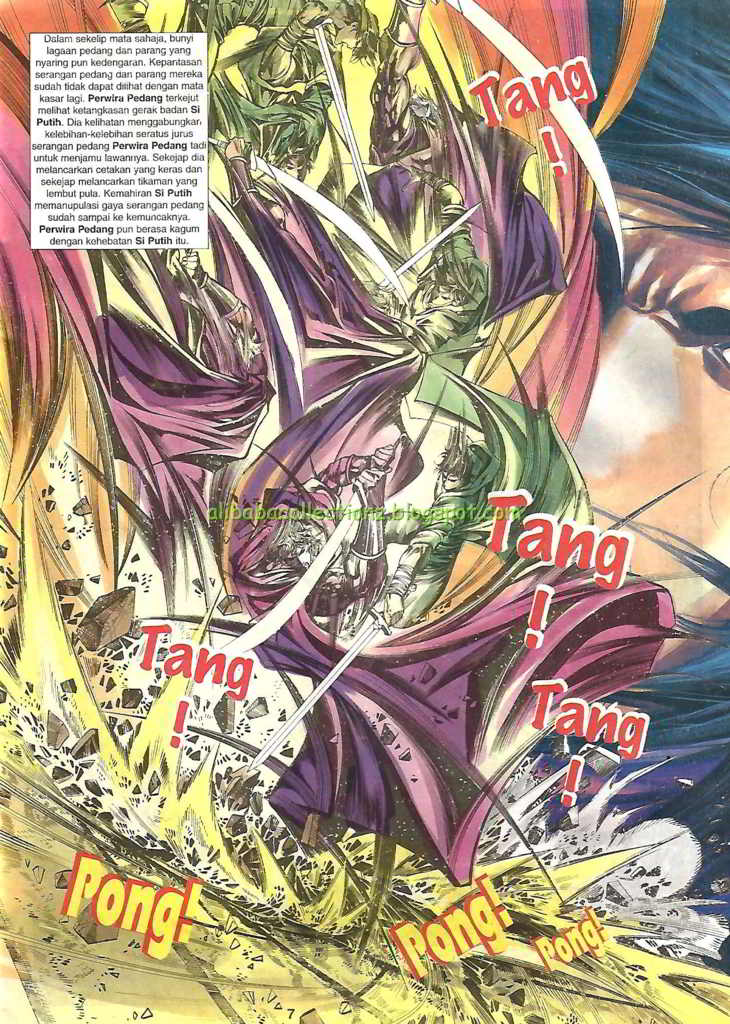 Dalam sekelip mata sahaja, bunyi
lagaan pedang dan parang yang
nyaring pun kedengaran. Kepantasan
serangan pedang dan parang mereka
sudah tidak dapat dilihat dengan mata
kasar lagi. Perwira Pedang terkejut
melihat ketangkasan gerak badan Si
Putih. Dia kelihatan menggabungkan
kelebihan-kelebihan seratus jurus
serangan pedang Perwira Pedang tadi
untuk menjamu lawannya. Sekejap dia
melancarkan cetakan yang keras dan
sekejap melancarkan tikaman yang
lembut pula. Kemahiran Si Putih
memanupulasi gaya serangan pedang
sudah sampai ke kemuncaknya.
Perwira Pedang pun berasa kagum
dengan kehebatan Si Putih itu.
Tang
!
alibabacollections.blogspot.com
Tang
!
Tang
!
Tang
!
Pong!
Pong!
Pong!